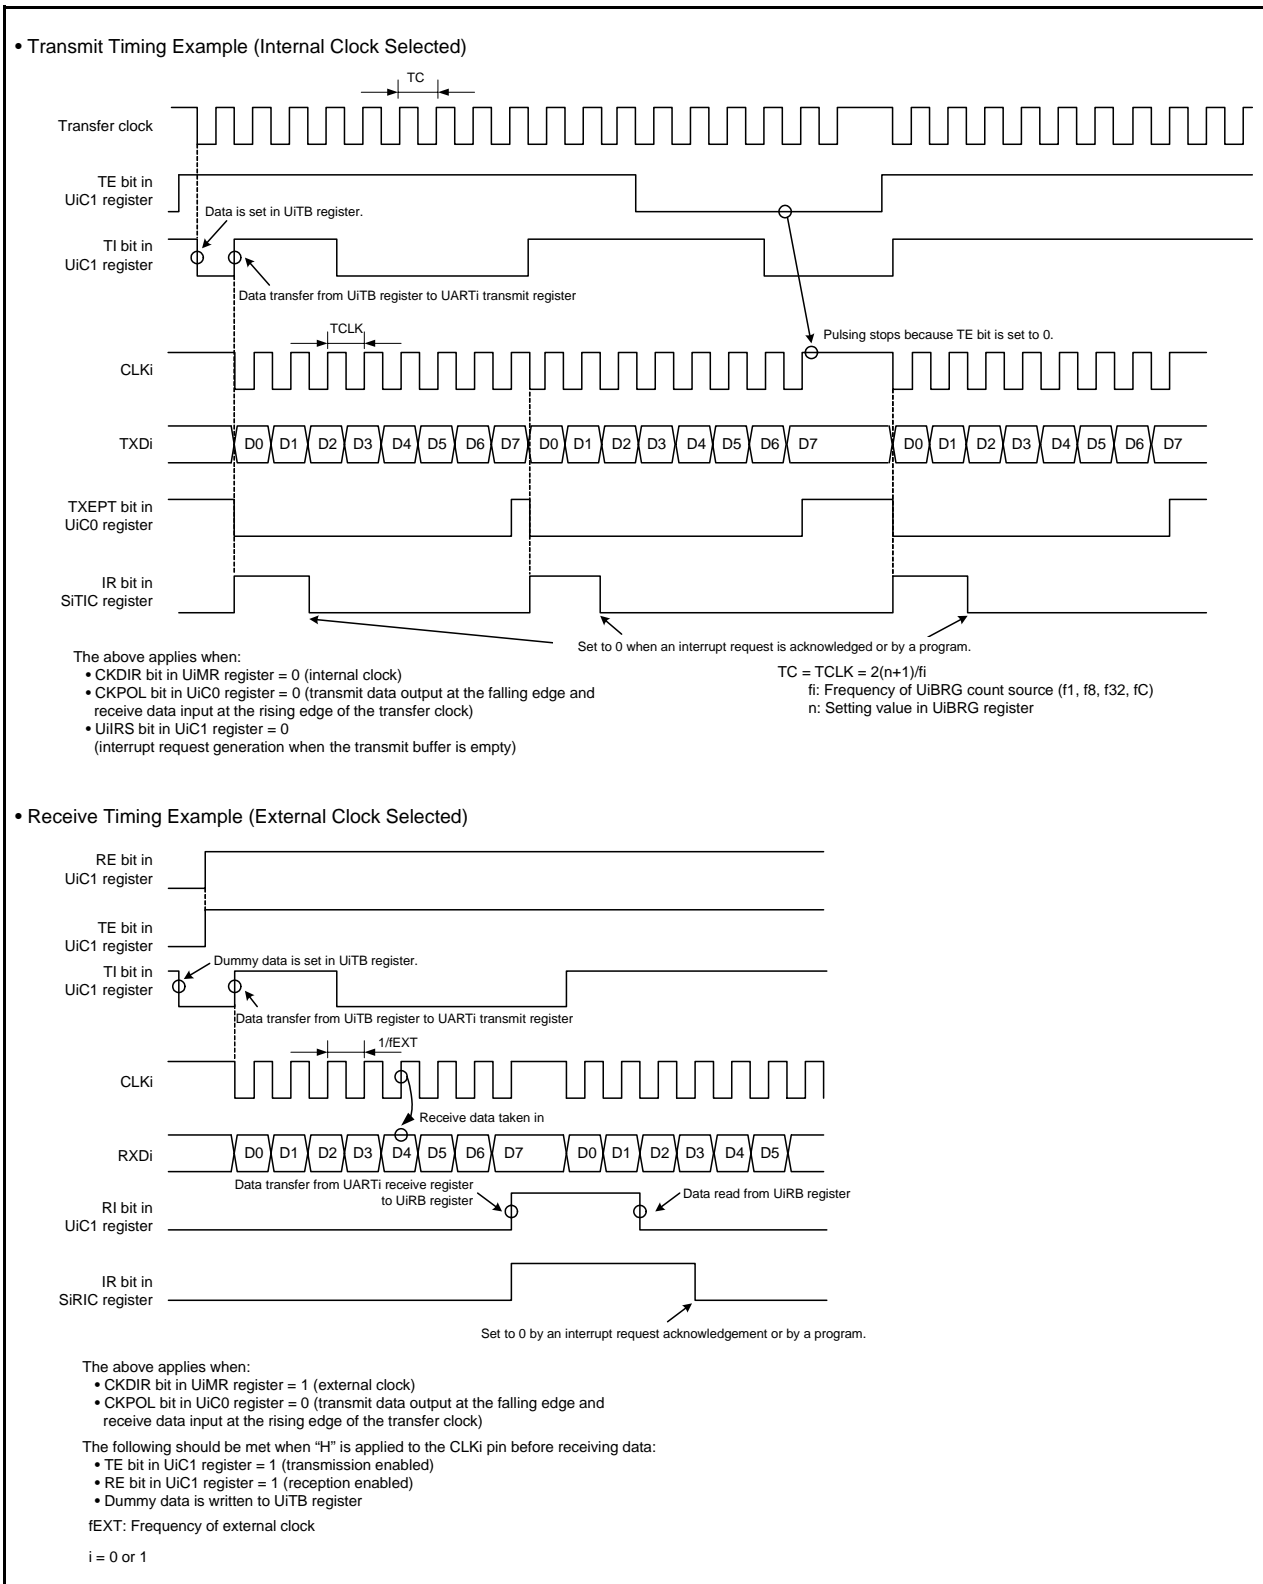 • Transmit Timing Example (Internal Clock Selected)
TC
Transfer clock
TE bit in
UiC1 register
Data is set in UiTB register.
TI bit in
UiC1 register
Data transfer from UiTB register to UARTi transmit register
TCLK
Pulsing stops because TE bit is set to 0.
CLKi
TXDi
D0 D1 D2 D3 D4 D5 D6 D7 D0 D1 D2 D3 D4 D5 D6 D7 D0 D1 D2 D3 D4 D5 D6 D7
TXEPT bit in
UiC0 register
IR bit in
SiTIC register
Set to 0 when an interrupt request is acknowledged or by a program.
The above applies when:
• CKDIR bit in UiMR register = 0 (internal clock)
• CKPOL bit in UiC0 register = 0 (transmit data output at the falling edge and
receive data input at the rising edge of the transfer clock)
• UiIRS bit in UiC1 register = 0
(interrupt request generation when the transmit buffer is empty)
TC = TCLK = 2(n+1)/fi
fi: Frequency of UiBRG count source (f1, f8, f32, fC)
n: Setting value in UiBRG register
• Receive Timing Example (External Clock Selected)
RE bit in
UiC1 register
TE bit in
UiC1 register
Dummy data is set in UiTB register.
TI bit in
UiC1 register
Data transfer from UiTB register to UARTi transmit register
1/fEXT
CLKi
Receive data taken in
RXDi
D0 D1 D2 D3 D4 D5 D6 D7 D0 D1 D2 D3 D4 D5
Data transfer from UARTi receive register
to UiRB register
Data read from UiRB register
RI bit in
UiC1 register
IR bit in
SiRIC register
Set to 0 by an interrupt request acknowledgement or by a program.
The above applies when:
• CKDIR bit in UiMR register = 1 (external clock)
• CKPOL bit in UiC0 register = 0 (transmit data output at the falling edge and
receive data input at the rising edge of the transfer clock)
The following should be met when “H” is applied to the CLKi pin before receiving data:
• TE bit in UiC1 register = 1 (transmission enabled)
• RE bit in UiC1 register = 1 (reception enabled)
• Dummy data is written to UiTB register
fEXT: Frequency of external clock
i = 0 or 1